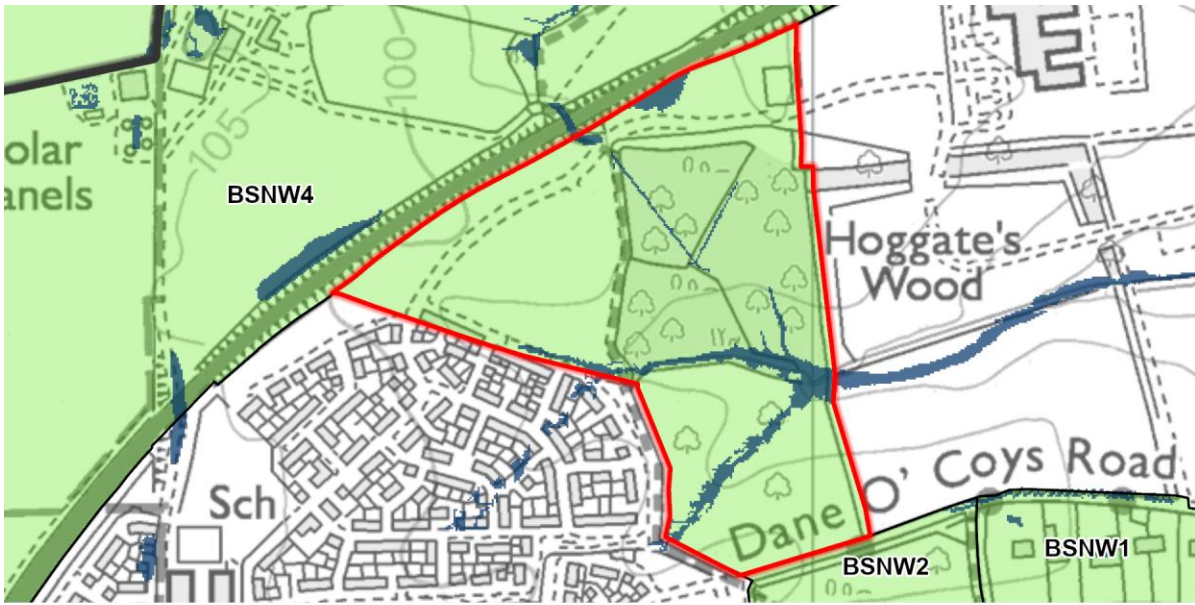 105
100
olar
anels
BSNW4
Hoggate's
Wood
Sch
Dane O' Coys Road
BSNW2
BSNW1